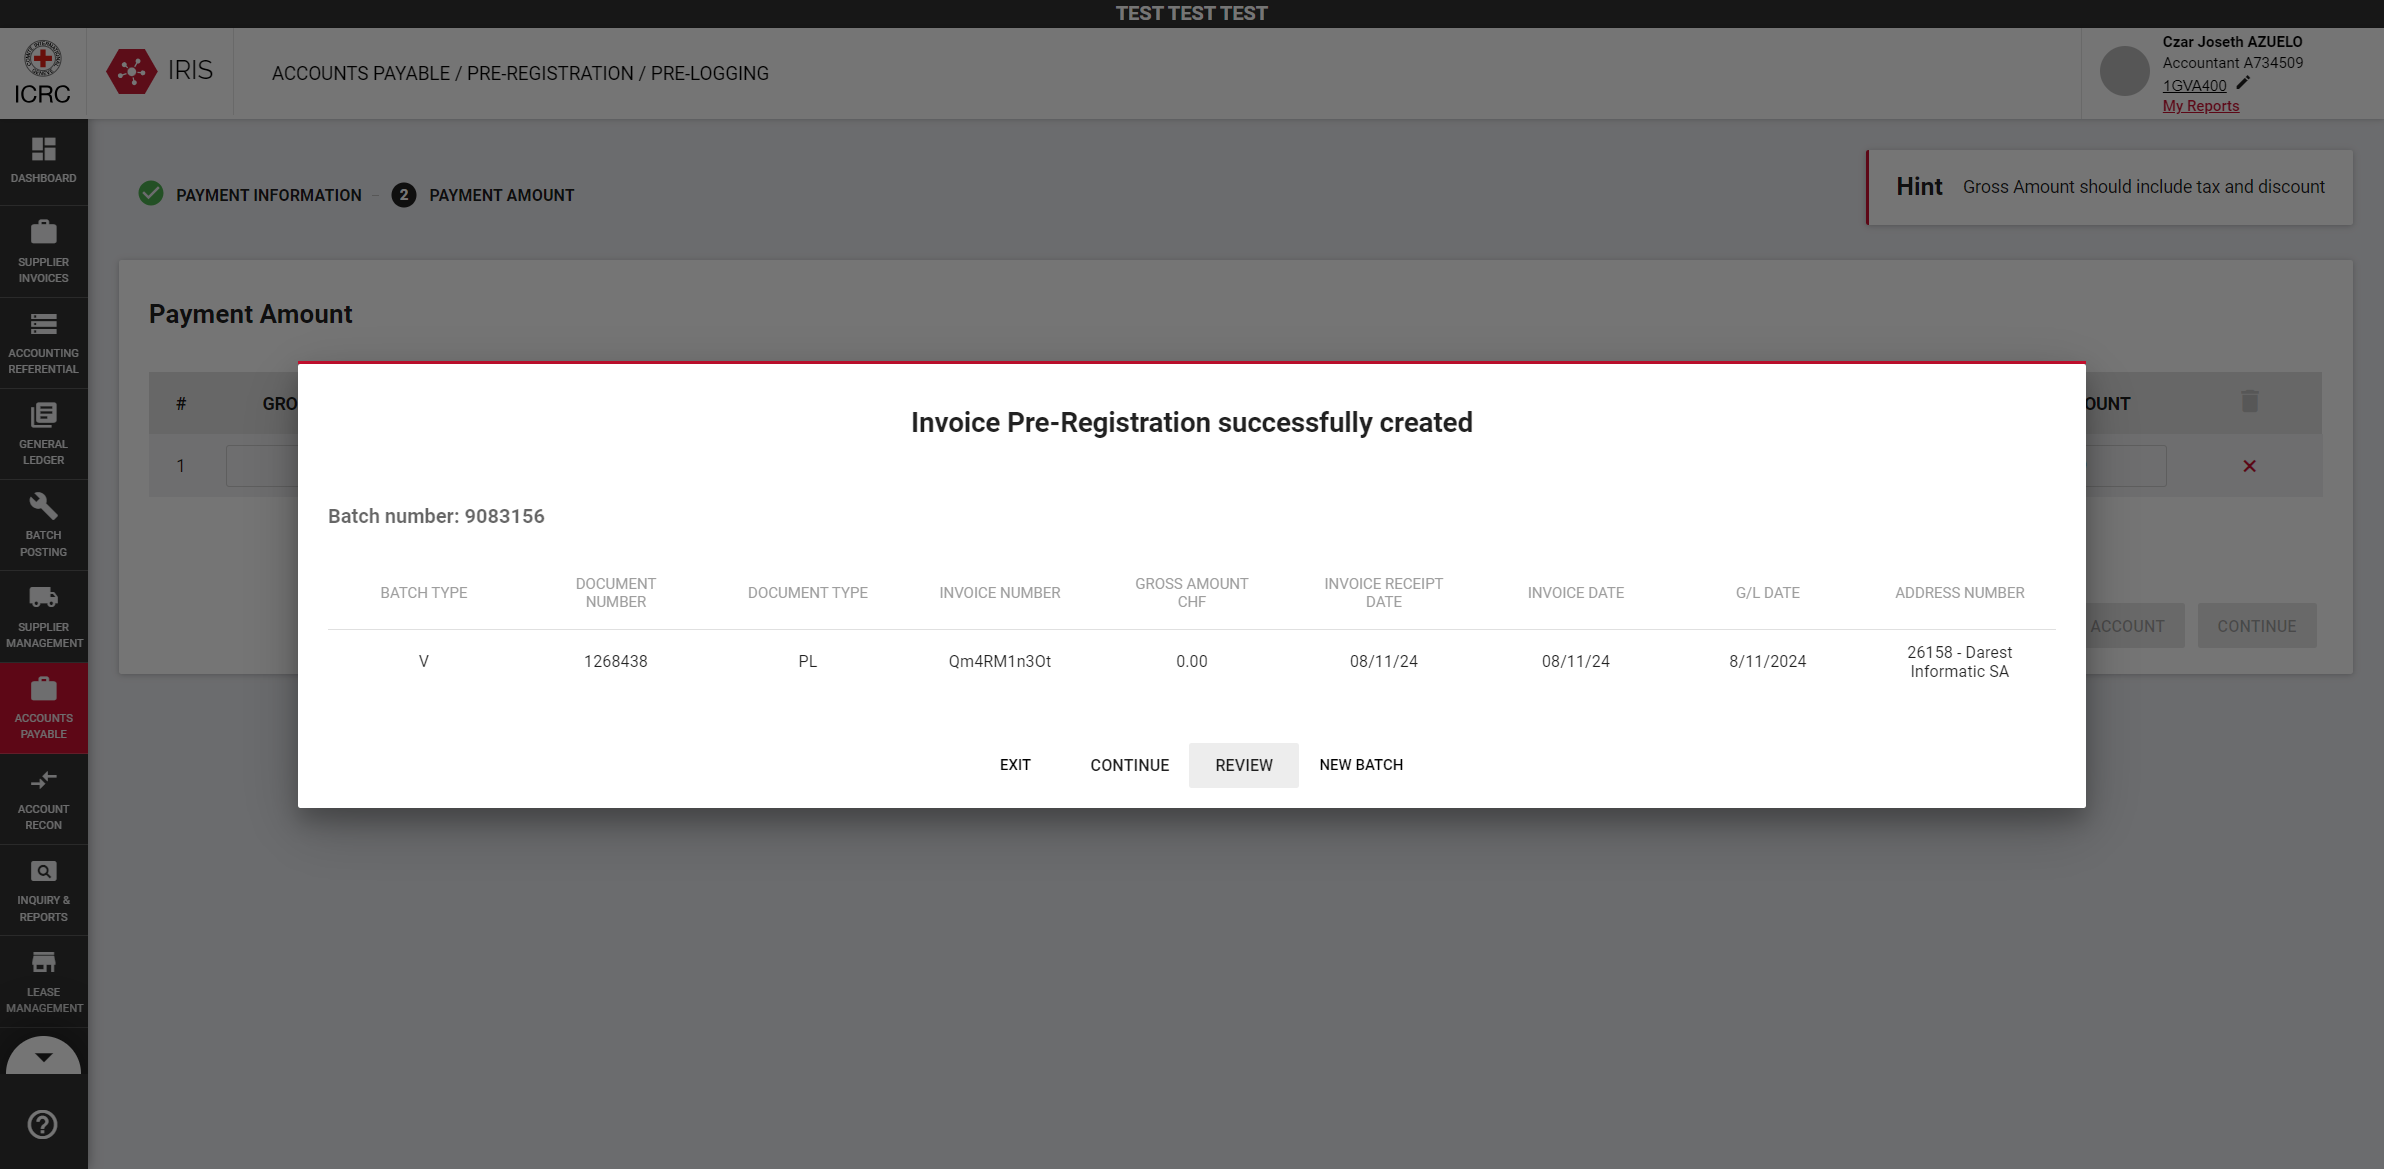 TEST TEST TEST
ICRC
IRIS
ACCOUNTS PAYABLE / PRE-REGISTRATION / PRE-LOGGING
Czar Joseth AZUELO
Accountant A734509
1GVA400
My Reports
DASHBOARD
SUPPLIER
INVOICES
ACCOUNTING
REFERENTIAL
GENERAL
LEDGER
BATCH
POSTING
SUPPLIER
MANAGEMENT
ACCOUNTS
PAYABLE
ACCOUNT
RECON
INQUIRY &
REPORTS
LEASE
MANAGEMENT
PAYMENT INFORMATION
2 PAYMENT AMOUNT
Hint Gross Amount should include tax and discount
Payment Amount
# GRO OUNT
1
Invoice Pre-Registration successfully created
Batch number: 9083156
BATCH TYPE DOCUMENT NUMBER DOCUMENT TYPE INVOICE NUMBER GROSS AMOUNT CHF INVOICE RECEIPT DATE INVOICE DATE G/L DATE ADDRESS NUMBER
V 1268438 PL Qm4RM1n3Ot 0.00 08/11/24 08/11/24 8/11/2024 26158 - Darest Informatic SA
ACCOUNT CONTINUE
EXIT CONTINUE REVIEW NEW BATCH